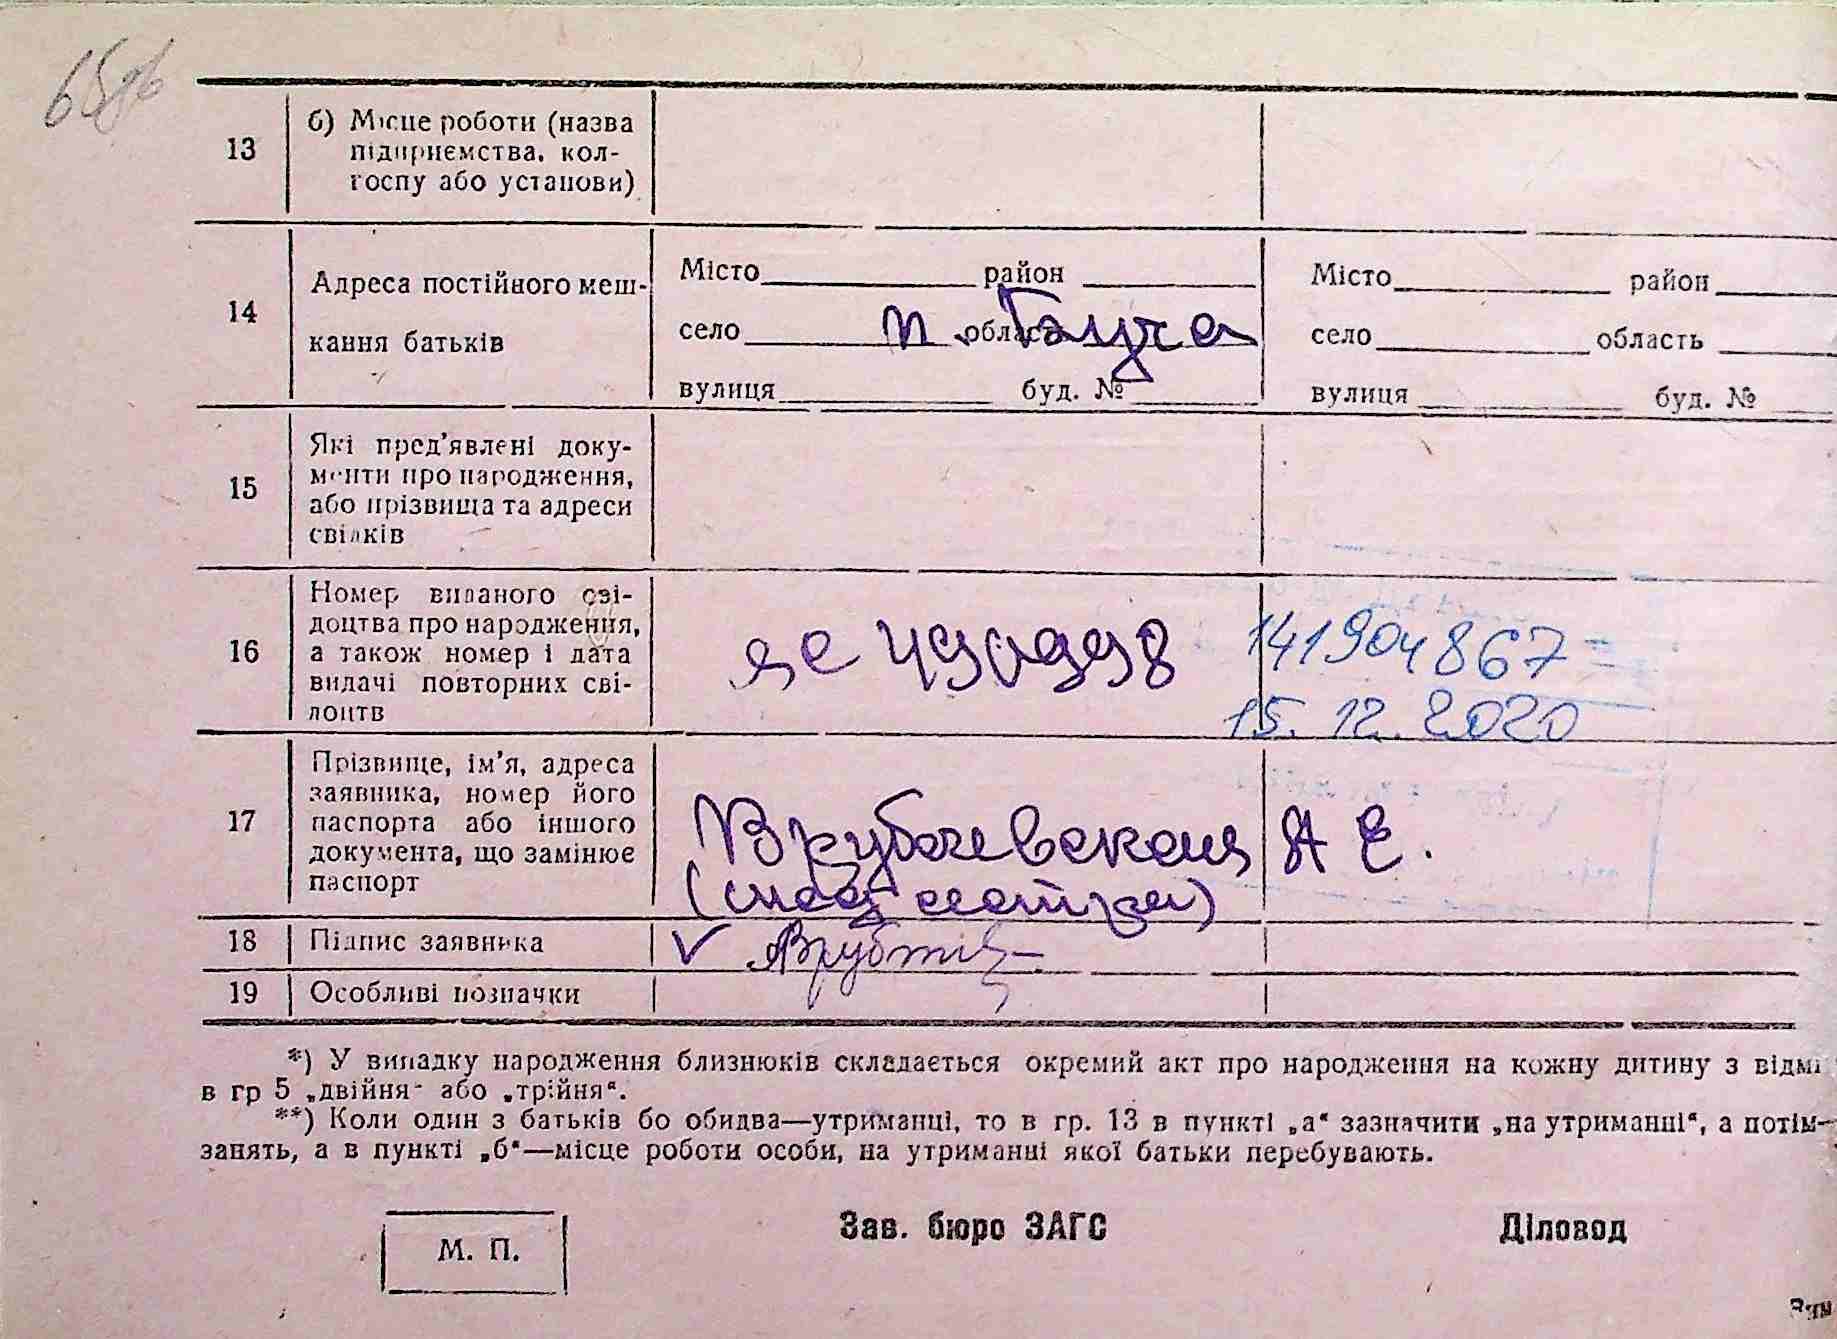 13
б) Місце роботи (назва
підприємства, кол-
госпу або установи)
14
Адреса постійного меш-
кання батьків
Місто район
село область
вулиця буд. №
п.
Місто район
село область
вулиця буд. №
15
Які пред’явлені доку-
менти про народження,
або прізвища та адреси
свідків
16
Номер виданого сві-
доцтва про народження,
а також номер і дата
видачі повторних сві-
доцтв
141904867
15.12.2020
17
Прізвище, ім’я, адреса
заявника, номер його
паспорта або іншого
документа, що замінює
паспорт
А Е.
18
Підпис заявника
19
Особливі позначки
*) У випадку народження близнюків складається окремий акт про народження на кожну дитину з відмі
в гр 5 „двійня“ або „трійня“.
**) Коли один з батьків бо обидва—утриманці, то в гр. 13 в пункті „а“ зазначити „на утриманні“, а потім—
занять, а в пункті „б“—місце роботи особи, на утриманні якої батьки перебувають.
М. П.
Зав. бюро ЗАГС
Діловод